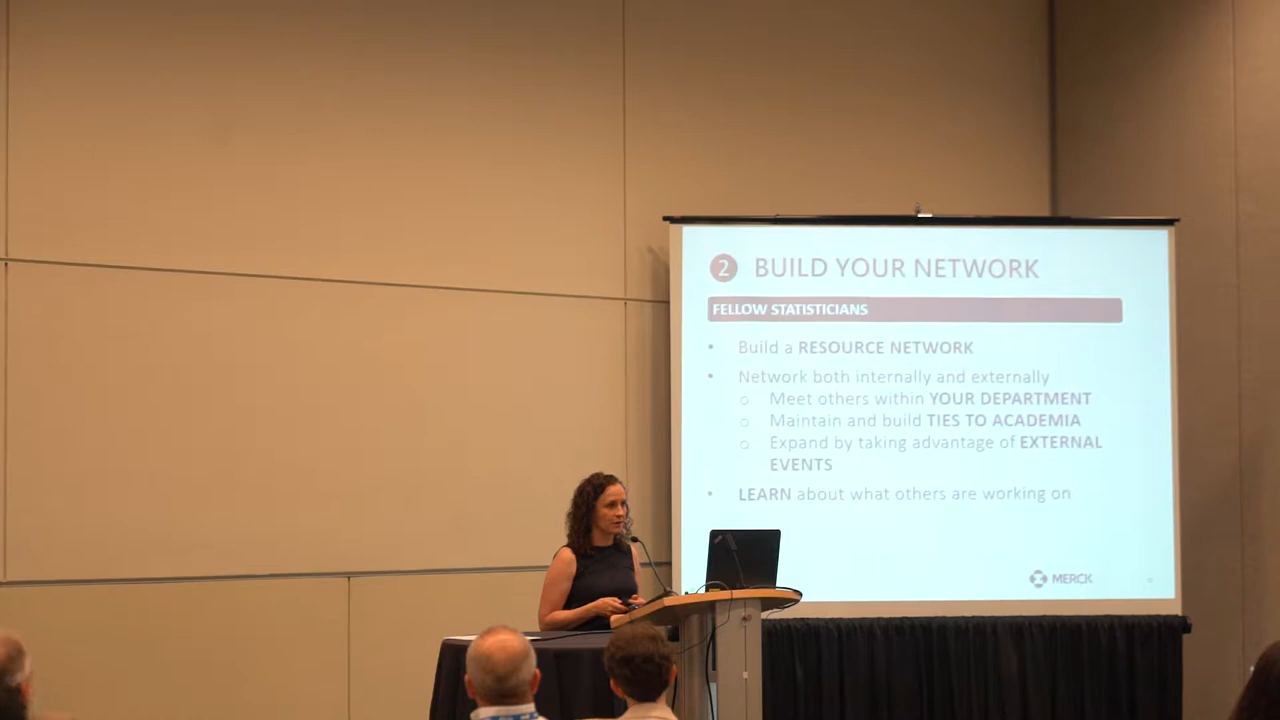 2 BUILD YOUR NETWORK
FELLOW STATISTICIANS
• Build a RESOURCE NETWORK
• Network both internally and externally
o Meet others within YOUR DEPARTMENT
o Maintain and build TIES TO ACADEMIA
o Expand by taking advantage of EXTERNAL
EVENTS
• LEARN about what others are working on
MERCK